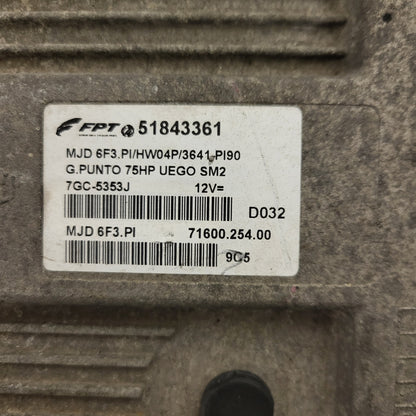 FPT 51843361
MJD 6F3.PI/HW04P/3641-PI90
G.PUNTO 75HP UEGO SM2
7GC-5353J 12V=
D032
MJD 6F3.PI 71600.254.00
9C5